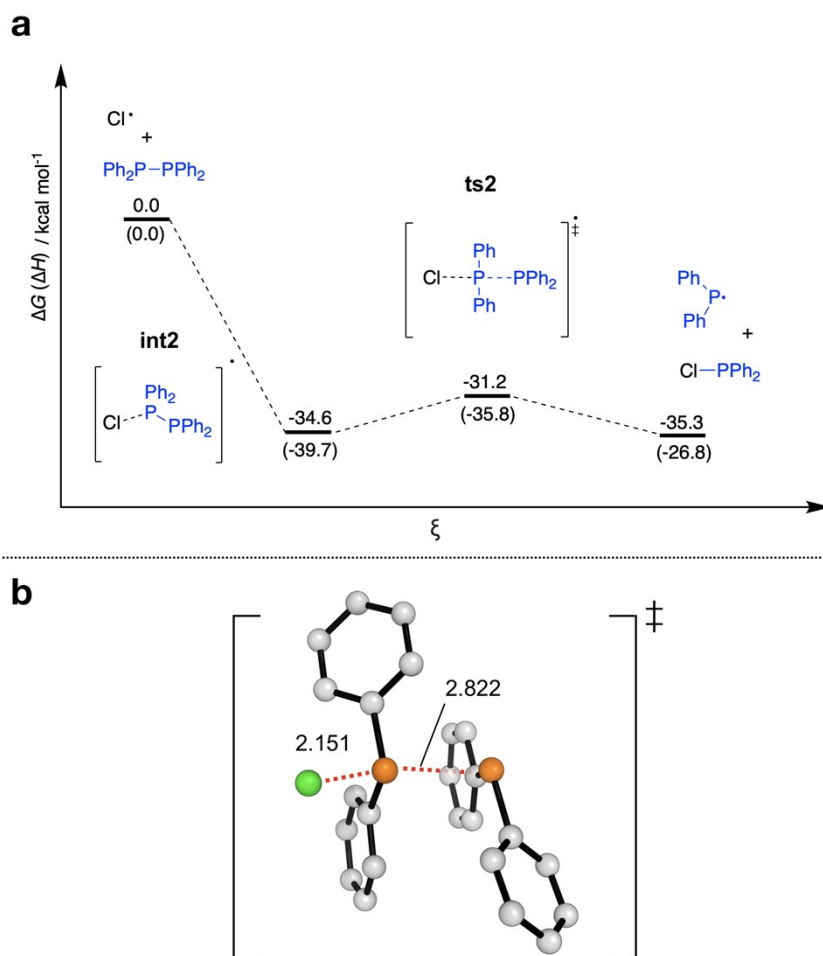 a
ΔG (ΔH) / kcal mol⁻¹
Cl•
+
Ph₂P–PPh₂
0.0
(0.0)
int2
Ph₂
Cl
P
PPh₂
•
-34.6
(-39.7)
ts2
•
‡
Ph
Cl
P
PPh₂
Ph
-31.2
(-35.8)
Ph
P•
Ph
+
Cl–PPh₂
-35.3
(-26.8)
ξ
b
‡
2.822
2.151